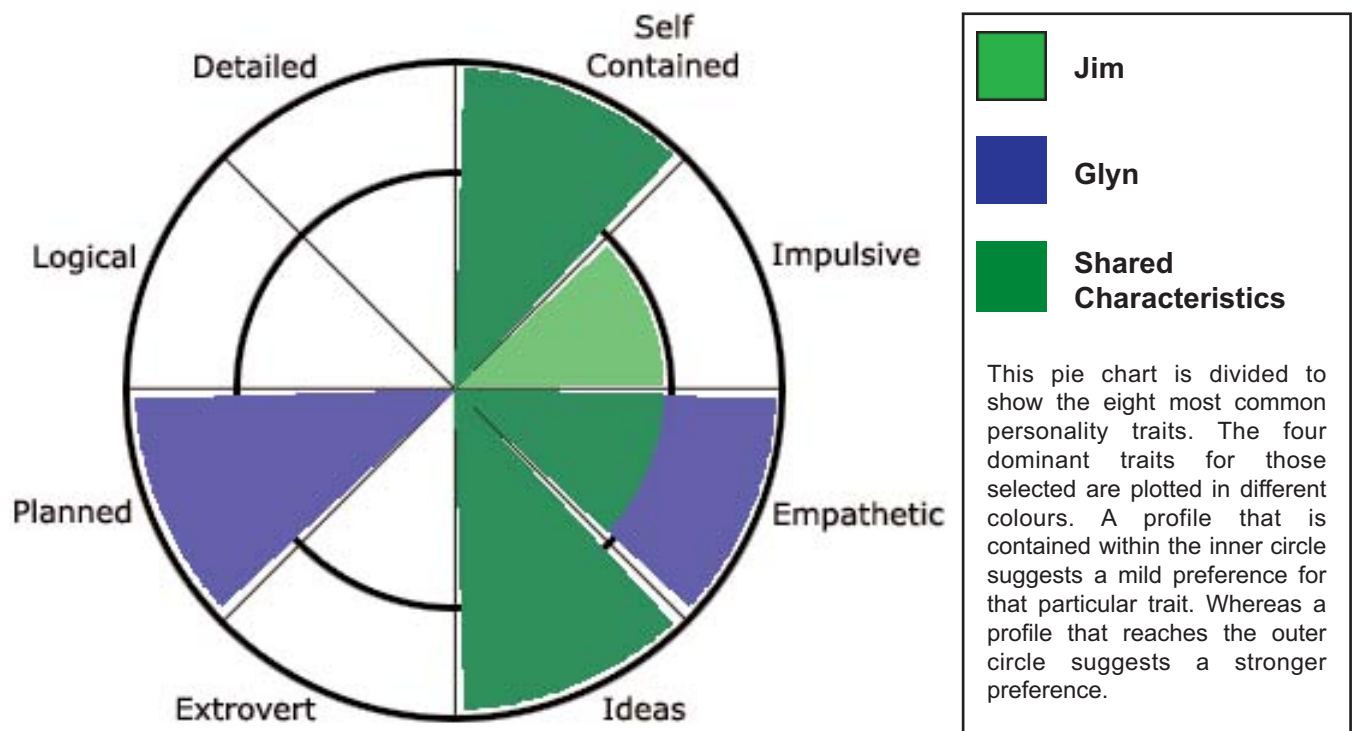 Self
Contained
Detailed
Impulsive
Logical
Planned
Empathetic
Extrovert
Ideas
Jim
Glyn
Shared
Characteristics
This pie chart is divided to
show the eight most common
personality traits. The four
dominant traits for those
selected are plotted in different
colours. A profile that is
contained within the inner circle
suggests a mild preference for
that particular trait. Whereas a
profile that reaches the outer
circle suggests a stronger
preference.